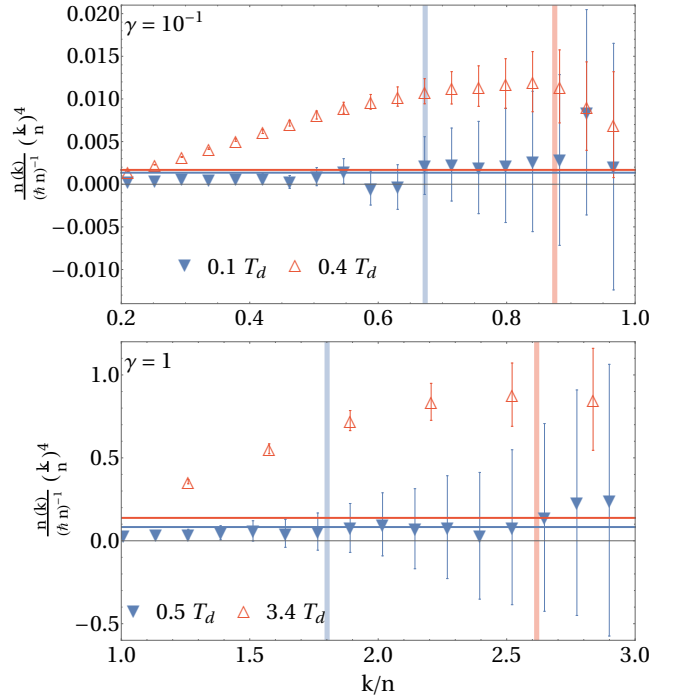 γ = 10⁻¹
0.020
0.015
0.010
0.005
0.000
−0.005
−0.010
n(k)/(ℏ n)⁻¹ (k/n)⁴
▼ 0.1 T_d △ 0.4 T_d
0.2 0.4 0.6 0.8 1.0
γ = 1
1.0
0.5
0.0
−0.5
n(k)/(ℏ n)⁻¹ (k/n)⁴
▼ 0.5 T_d △ 3.4 T_d
1.0 1.5 2.0 2.5 3.0
k/n